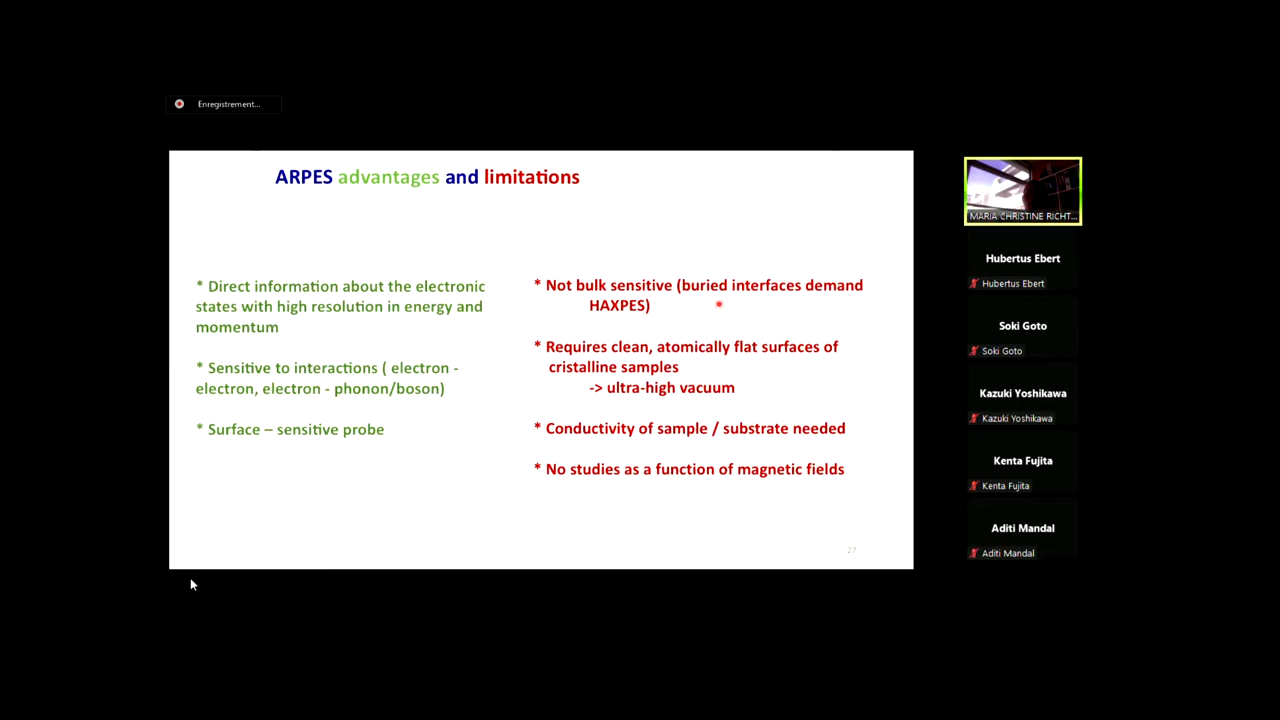 Enregistrement...
ARPES advantages and limitations
* Direct information about the electronic
states with high resolution in energy and
momentum
* Sensitive to interactions ( electron -
electron, electron - phonon/boson)
* Surface – sensitive probe
* Not bulk sensitive (buried interfaces demand
HAXPES)
* Requires clean, atomically flat surfaces of
cristalline samples
-> ultra-high vacuum
* Conductivity of sample / substrate needed
* No studies as a function of magnetic fields
27
MARIA CHRISTINE RICHT...
Hubertus Ebert
Hubertus Ebert
Soki Goto
Soki Goto
Kazuki Yoshikawa
Kazuki Yoshikawa
Kenta Fujita
Kenta Fujita
Aditi Mandal
Aditi Mandal